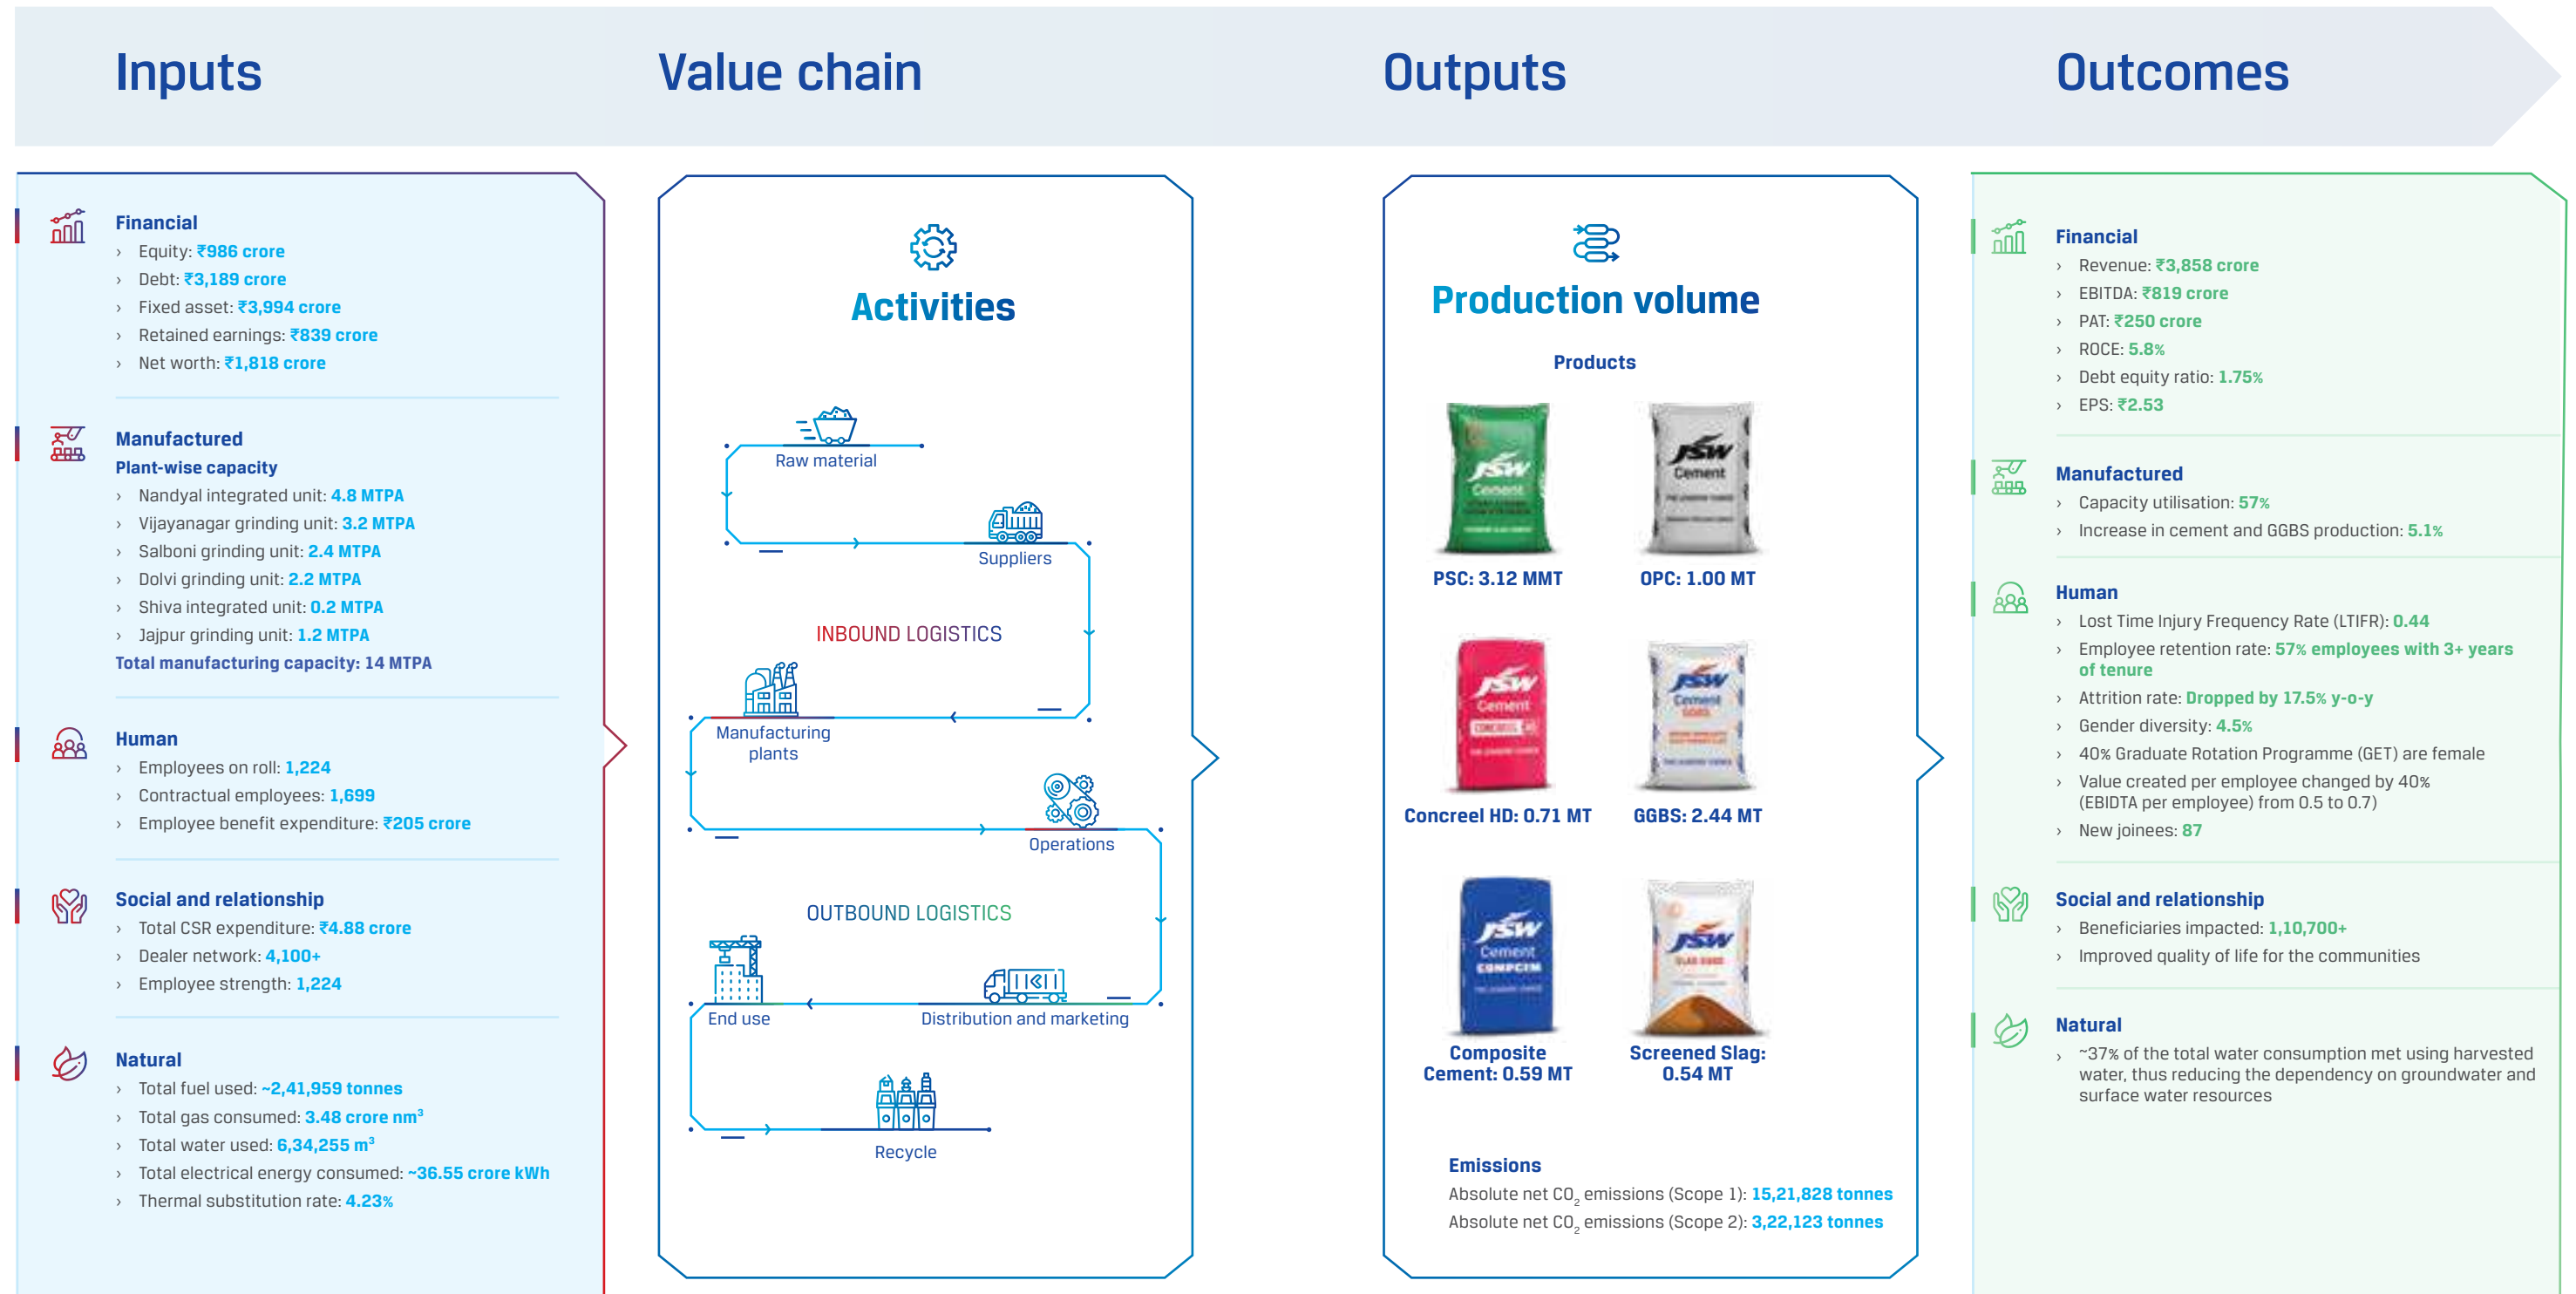 Inputs
Value chain
Outputs
Outcomes
Financial
› Equity: ₹986 crore
› Debt: ₹3,189 crore
› Fixed asset: ₹3,994 crore
› Retained earnings: ₹839 crore
› Net worth: ₹1,818 crore
Manufactured
Plant-wise capacity
› Nandyal integrated unit: 4.8 MTPA
› Vijayanagar grinding unit: 3.2 MTPA
› Salboni grinding unit: 2.4 MTPA
› Dolvi grinding unit: 2.2 MTPA
› Shiva integrated unit: 0.2 MTPA
› Jajpur grinding unit: 1.2 MTPA
Total manufacturing capacity: 14 MTPA
Human
› Employees on roll: 1,224
› Contractual employees: 1,699
› Employee benefit expenditure: ₹205 crore
Social and relationship
› Total CSR expenditure: ₹4.88 crore
› Dealer network: 4,100+
› Employee strength: 1,224
Natural
› Total fuel used: ~2,41,959 tonnes
› Total gas consumed: 3.48 crore nm³
› Total water used: 6,34,255 m³
› Total electrical energy consumed: ~36.55 crore kWh
› Thermal substitution rate: 4.23%
Activities
Raw material
Suppliers
INBOUND LOGISTICS
Manufacturing
plants
Operations
OUTBOUND LOGISTICS
End use
Distribution and marketing
Recycle
Production volume
Products
JSW
Cement
PSC: 3.12 MMT
JSW
Cement
OPC: 1.00 MT
JSW
Cement
CONCREEL HD
Concreel HD: 0.71 MT
JSW
Cement
GGBS
GGBS: 2.44 MT
JSW
Cement
COMPCEM
Composite
Cement: 0.59 MT
JSW
Screened Slag:
0.54 MT
Emissions
Absolute net CO₂ emissions (Scope 1): 15,21,828 tonnes
Absolute net CO₂ emissions (Scope 2): 3,22,123 tonnes
Financial
› Revenue: ₹3,858 crore
› EBITDA: ₹819 crore
› PAT: ₹250 crore
› ROCE: 5.8%
› Debt equity ratio: 1.75%
› EPS: ₹2.53
Manufactured
› Capacity utilisation: 57%
› Increase in cement and GGBS production: 5.1%
Human
› Lost Time Injury Frequency Rate (LTIFR): 0.44
› Employee retention rate: 57% employees with 3+ years
of tenure
› Attrition rate: Dropped by 17.5% y-o-y
› Gender diversity: 4.5%
› 40% Graduate Rotation Programme (GET) are female
› Value created per employee changed by 40%
(EBIDTA per employee) from 0.5 to 0.7)
› New joinees: 87
Social and relationship
› Beneficiaries impacted: 1,10,700+
› Improved quality of life for the communities
Natural
› ~37% of the total water consumption met using harvested
water, thus reducing the dependency on groundwater and
surface water resources